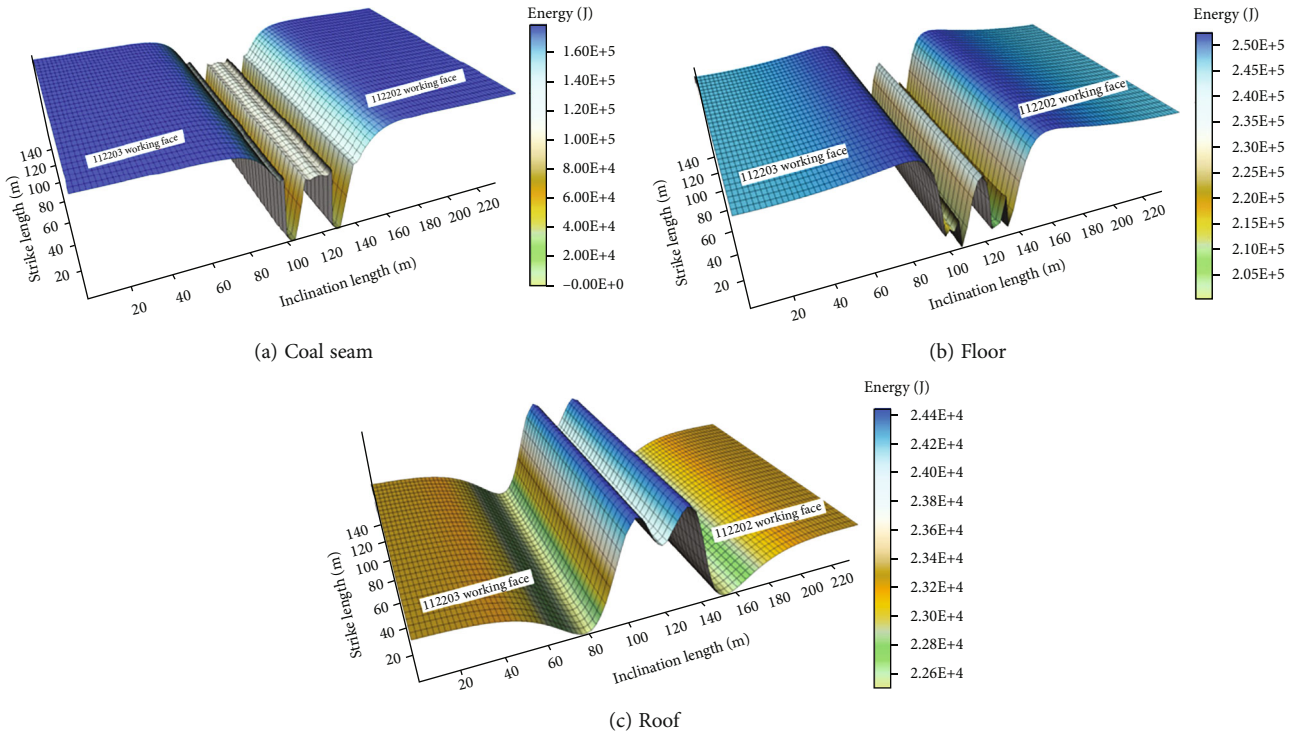 Energy (J)
1.60E+5
1.40E+5
1.20E+5
1.00E+5
8.00E+4
6.00E+4
4.00E+4
2.00E+4
−0.00E+0
112202 working face
112203 working face
Strike length (m)
140
120
100
80
60
40
20
20
40
60
80
100
120
140
160
180
200
220
Inclination length (m)
(a) Coal seam
Energy (J)
2.50E+5
2.45E+5
2.40E+5
2.35E+5
2.30E+5
2.25E+5
2.20E+5
2.15E+5
2.10E+5
2.05E+5
112202 working face
112203 working face
Strike length (m)
140
120
100
80
60
40
20
20
40
60
80
100
120
140
160
180
200
220
Inclination length (m)
(b) Floor
Energy (J)
2.44E+4
2.42E+4
2.40E+4
2.38E+4
2.36E+4
2.34E+4
2.32E+4
2.30E+4
2.28E+4
2.26E+4
112202 working face
112203 working face
Strike length (m)
140
120
100
80
60
40
20
20
40
60
80
100
120
140
160
180
200
220
Inclination length (m)
(c) Roof